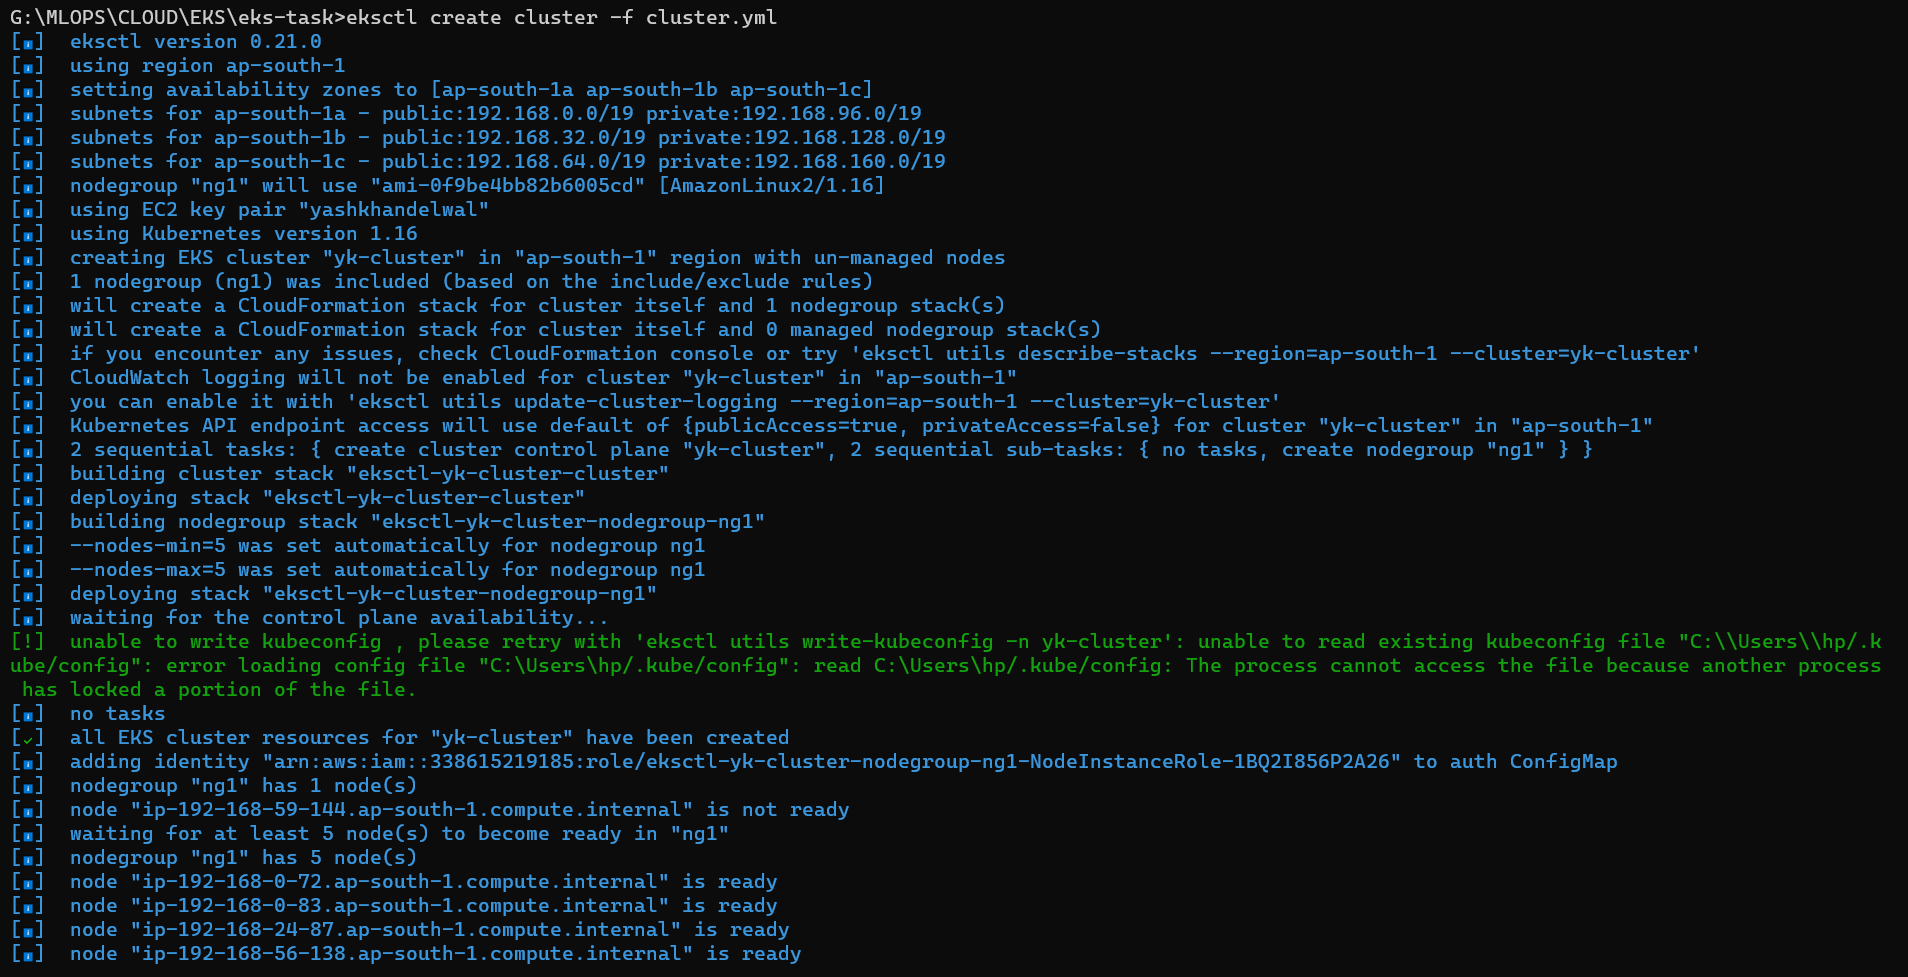 G:\MLOPS\CLOUD\EKS\eks-task>eksctl create cluster -f cluster.yml
[ℹ]  eksctl version 0.21.0
[ℹ]  using region ap-south-1
[ℹ]  setting availability zones to [ap-south-1a ap-south-1b ap-south-1c]
[ℹ]  subnets for ap-south-1a - public:192.168.0.0/19 private:192.168.96.0/19
[ℹ]  subnets for ap-south-1b - public:192.168.32.0/19 private:192.168.128.0/19
[ℹ]  subnets for ap-south-1c - public:192.168.64.0/19 private:192.168.160.0/19
[ℹ]  nodegroup "ng1" will use "ami-0f9be4bb82b6005cd" [AmazonLinux2/1.16]
[ℹ]  using EC2 key pair "yashkhandelwal"
[ℹ]  using Kubernetes version 1.16
[ℹ]  creating EKS cluster "yk-cluster" in "ap-south-1" region with un-managed nodes
[ℹ]  1 nodegroup (ng1) was included (based on the include/exclude rules)
[ℹ]  will create a CloudFormation stack for cluster itself and 1 nodegroup stack(s)
[ℹ]  will create a CloudFormation stack for cluster itself and 0 managed nodegroup stack(s)
[ℹ]  if you encounter any issues, check CloudFormation console or try 'eksctl utils describe-stacks --region=ap-south-1 --cluster=yk-cluster'
[ℹ]  CloudWatch logging will not be enabled for cluster "yk-cluster" in "ap-south-1"
[ℹ]  you can enable it with 'eksctl utils update-cluster-logging --region=ap-south-1 --cluster=yk-cluster'
[ℹ]  Kubernetes API endpoint access will use default of {publicAccess=true, privateAccess=false} for cluster "yk-cluster" in "ap-south-1"
[ℹ]  2 sequential tasks: { create cluster control plane "yk-cluster", 2 sequential sub-tasks: { no tasks, create nodegroup "ng1" } }
[ℹ]  building cluster stack "eksctl-yk-cluster-cluster"
[ℹ]  deploying stack "eksctl-yk-cluster-cluster"
[ℹ]  building nodegroup stack "eksctl-yk-cluster-nodegroup-ng1"
[ℹ]  --nodes-min=5 was set automatically for nodegroup ng1
[ℹ]  --nodes-max=5 was set automatically for nodegroup ng1
[ℹ]  deploying stack "eksctl-yk-cluster-nodegroup-ng1"
[ℹ]  waiting for the control plane availability...
[!]  unable to write kubeconfig , please retry with 'eksctl utils write-kubeconfig -n yk-cluster': unable to read existing kubeconfig file "C:\\Users\\hp/.k
ube/config": error loading config file "C:\Users\hp/.kube/config": read C:\Users\hp/.kube/config: The process cannot access the file because another process
 has locked a portion of the file.
[ℹ]  no tasks
[✓]  all EKS cluster resources for "yk-cluster" have been created
[ℹ]  adding identity "arn:aws:iam::338615219185:role/eksctl-yk-cluster-nodegroup-ng1-NodeInstanceRole-1BQ2I856P2A26" to auth ConfigMap
[ℹ]  nodegroup "ng1" has 1 node(s)
[ℹ]  node "ip-192-168-59-144.ap-south-1.compute.internal" is not ready
[ℹ]  waiting for at least 5 node(s) to become ready in "ng1"
[ℹ]  nodegroup "ng1" has 5 node(s)
[ℹ]  node "ip-192-168-0-72.ap-south-1.compute.internal" is ready
[ℹ]  node "ip-192-168-0-83.ap-south-1.compute.internal" is ready
[ℹ]  node "ip-192-168-24-87.ap-south-1.compute.internal" is ready
[ℹ]  node "ip-192-168-56-138.ap-south-1.compute.internal" is ready